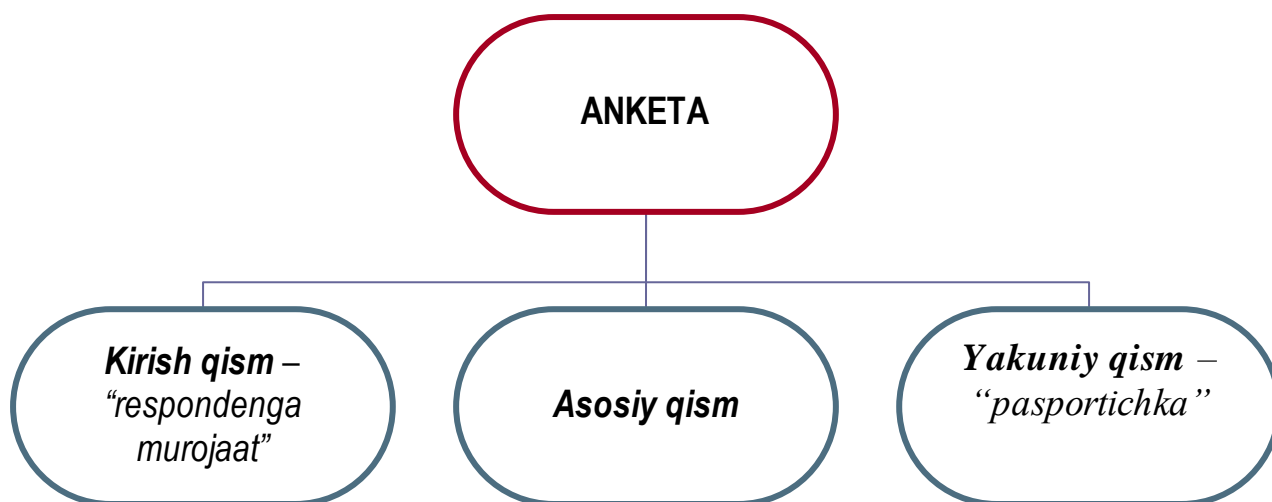 ANKETA
Kirish qism –
“respondenga
murojaat”
Asosiy qism
Yakuniy qism –
“pasportichka”